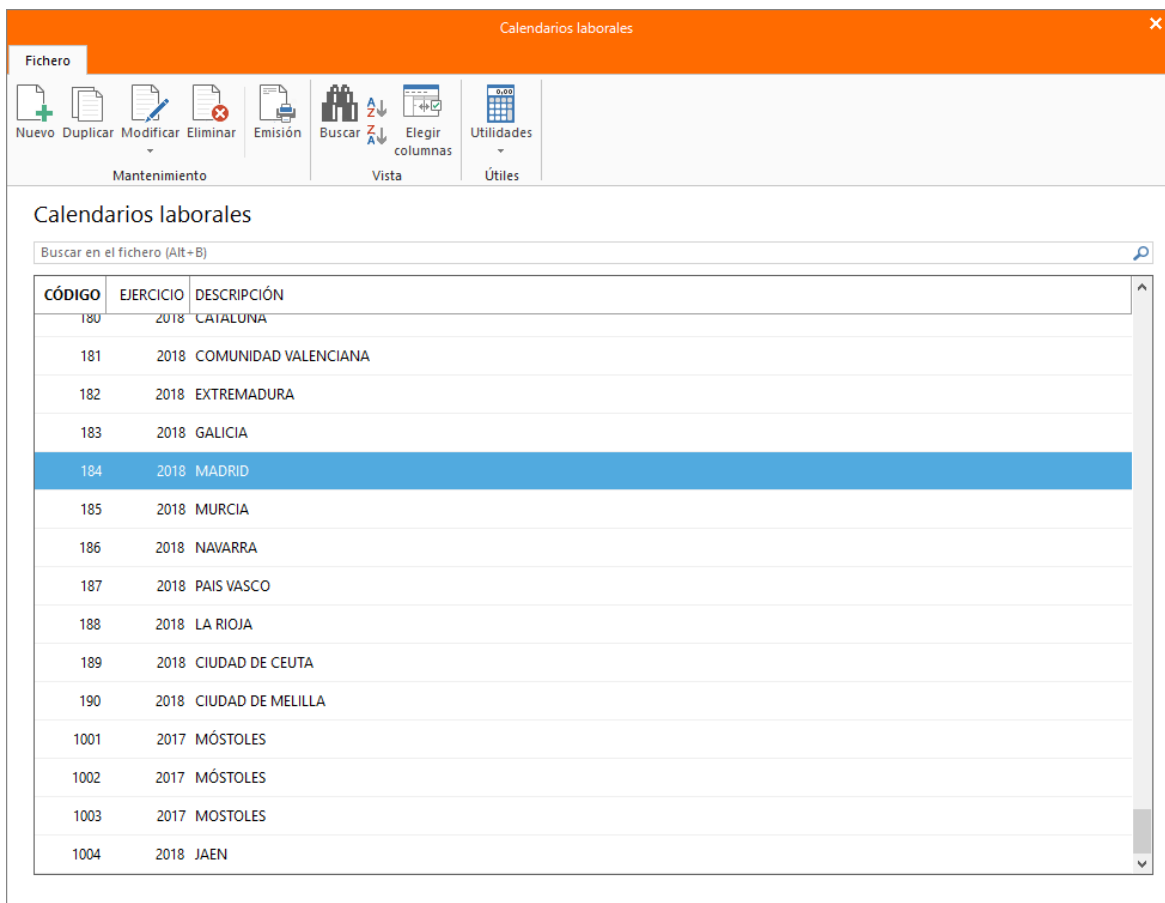 Calendarios laborales
Fichero
Nuevo Duplicar Modificar Eliminar Emisión Buscar Elegir columnas Utilidades
Mantenimiento Vista Útiles
Calendarios laborales
Buscar en el fichero (Alt+B)
CÓDIGO EJERCICIO DESCRIPCIÓN
180 2018 CATALUÑA
181 2018 COMUNIDAD VALENCIANA
182 2018 EXTREMADURA
183 2018 GALICIA
184 2018 MADRID
185 2018 MURCIA
186 2018 NAVARRA
187 2018 PAIS VASCO
188 2018 LA RIOJA
189 2018 CIUDAD DE CEUTA
190 2018 CIUDAD DE MELILLA
1001 2017 MÓSTOLES
1002 2017 MÓSTOLES
1003 2017 MOSTOLES
1004 2018 JAEN